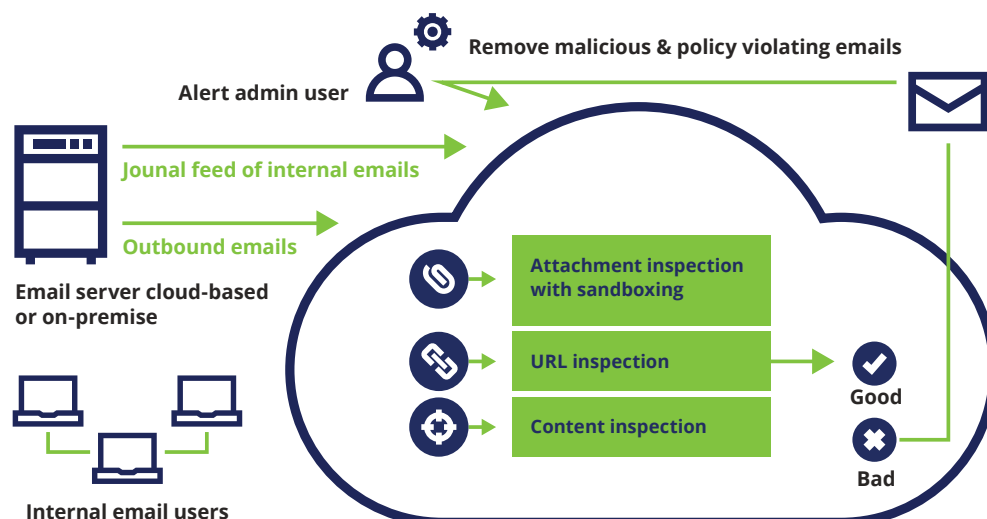 Remove malicious & policy violating emails
Alert admin user
Jounal feed of internal emails
Outbound emails
Email server cloud-based
or on-premise
Attachment inspection
with sandboxing
URL inspection
Content inspection
Good
Bad
Internal email users